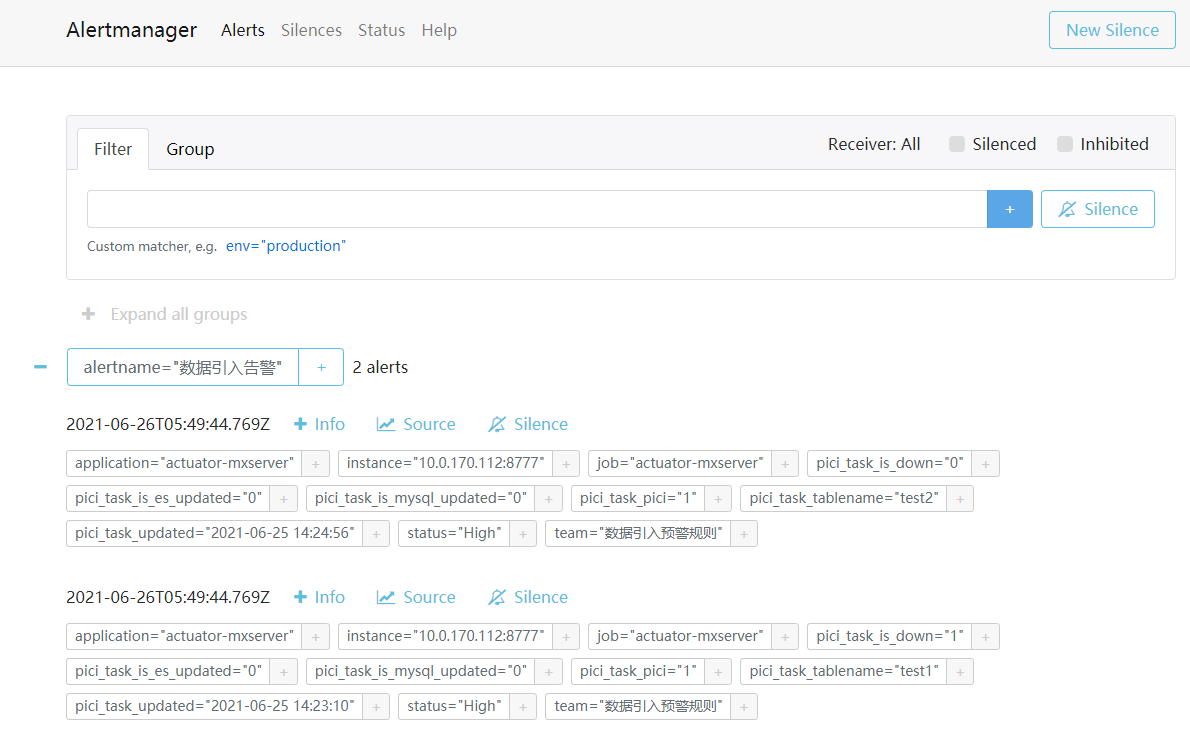 Alertmanager Alerts Silences Status Help New Silence
Filter Group Receiver: All Silenced Inhibited
+ Silence
Custom matcher, e.g. env="production"
+ Expand all groups
− alertname="数据引入告警" + 2 alerts
2021-06-26T05:49:44.769Z + Info Source Silence
application="actuator-mxserver" + instance="10.0.170.112:8777" + job="actuator-mxserver" + pici_task_is_down="0" +
pici_task_is_es_updated="0" + pici_task_is_mysql_updated="0" + pici_task_pici="1" + pici_task_tablename="test2" +
pici_task_updated="2021-06-25 14:24:56" + status="High" + team="数据引入预警规则" +
2021-06-26T05:49:44.769Z + Info Source Silence
application="actuator-mxserver" + instance="10.0.170.112:8777" + job="actuator-mxserver" + pici_task_is_down="1" +
pici_task_is_es_updated="0" + pici_task_is_mysql_updated="0" + pici_task_pici="1" + pici_task_tablename="test1" +
pici_task_updated="2021-06-25 14:23:10" + status="High" + team="数据引入预警规则" +